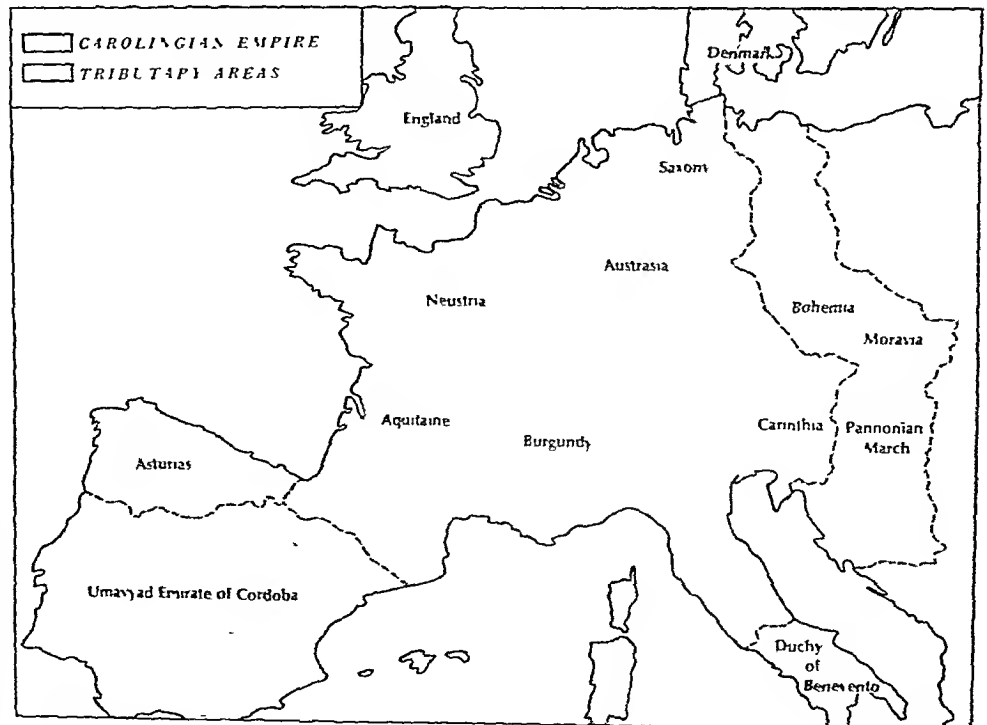 CAROLINGIAN EMPIRE
TRIBUTAPY AREAS
Denmark
England
Saxony
Austrasia
Neustria
Bohemia
Moravia
Aquitaine
Burgundy
Carinthia
Pannonian
March
Asturias
Umayyad Emirate of Cordoba
Duchy
of
Benevento